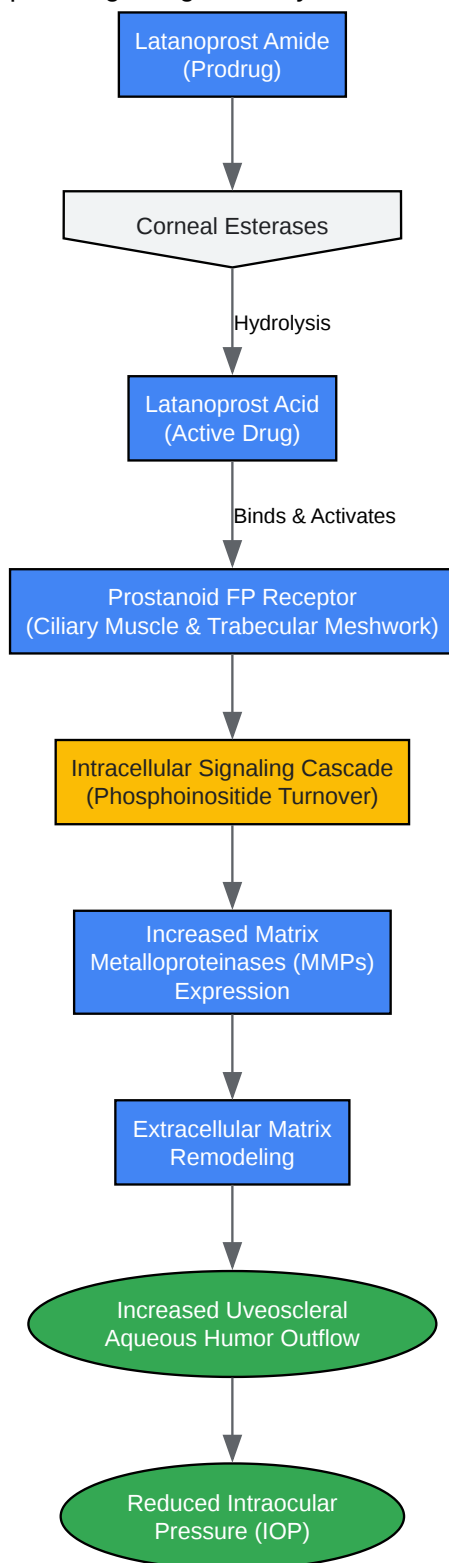 Latanoprost Amide
(Prodrug)
Corneal Esterases
Hydrolysis
Latanoprost Acid
(Active Drug)
Binds & Activates
Prostanoid FP Receptor
(Ciliary Muscle & Trabecular Meshwork)
Intracellular Signaling Cascade
(Phosphoinositide Turnover)
Increased Matrix
Metalloproteinases (MMPs)
Expression
Extracellular Matrix
Remodeling
Increased Uveoscleral
Aqueous Humor Outflow
Reduced Intraocular
Pressure (IOP)